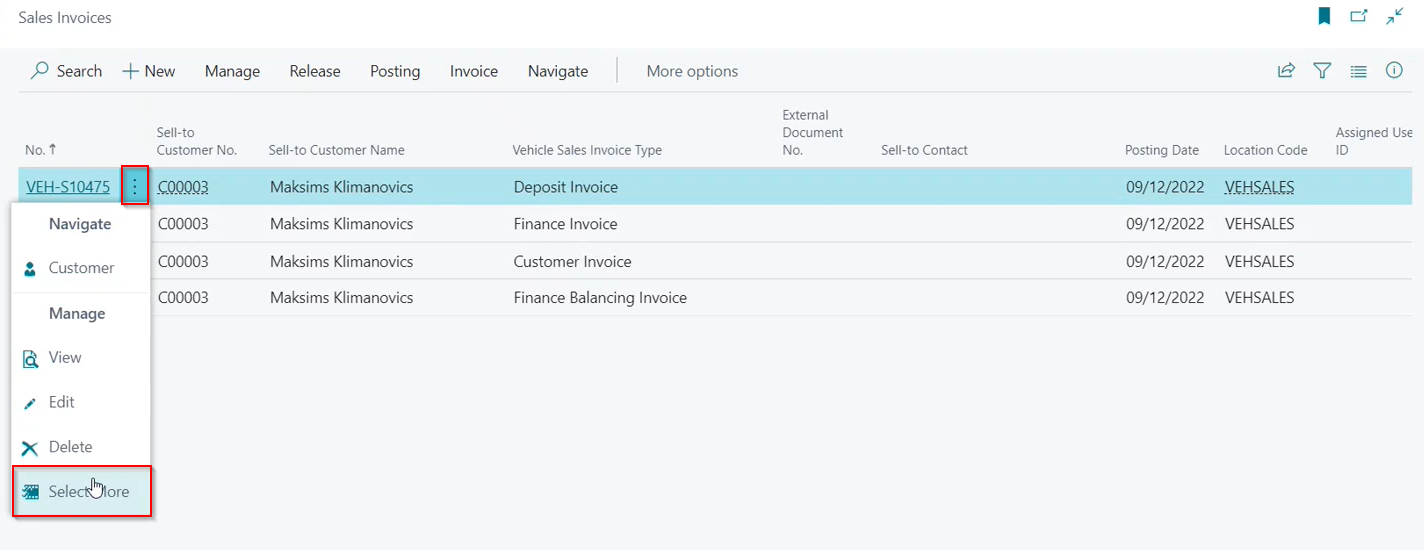 Sales Invoices
Search New Manage Release Posting Invoice Navigate More options
External
Sell-to Document Assigned Use
No. ↑ Customer No. Sell-to Customer Name Vehicle Sales Invoice Type No. Sell-to Contact Posting Date Location Code ID
VEH-S10475 C00003 Maksims Klimanovics Deposit Invoice 09/12/2022 VEHSALES
Navigate C00003 Maksims Klimanovics Finance Invoice 09/12/2022 VEHSALES
Customer C00003 Maksims Klimanovics Customer Invoice 09/12/2022 VEHSALES
Manage C00003 Maksims Klimanovics Finance Balancing Invoice 09/12/2022 VEHSALES
View
Edit
Delete
Select More